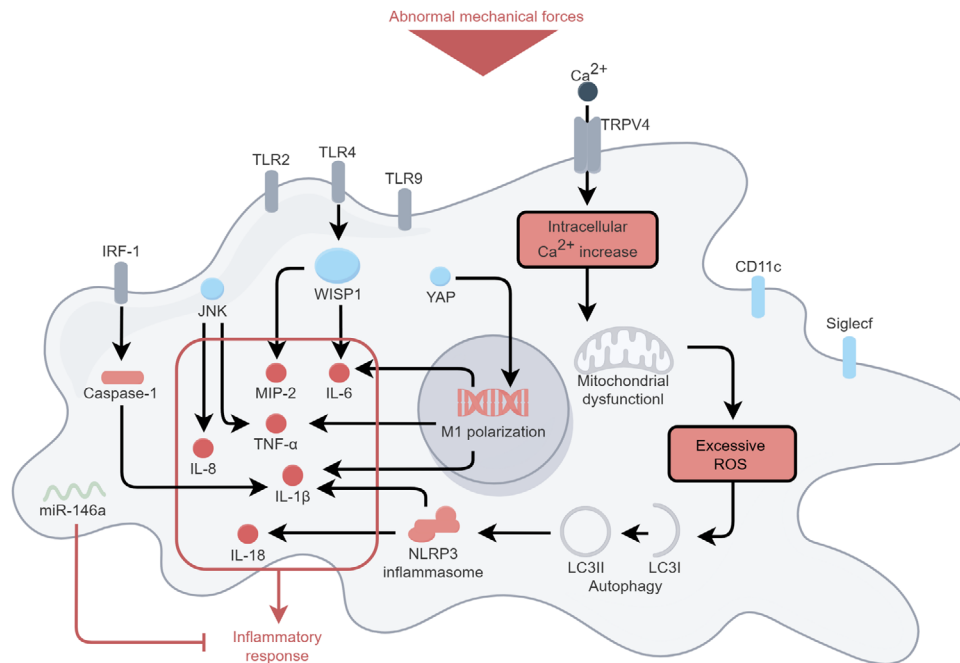 Abnormal mechanical forces
Ca2+
TRPV4
TLR2
TLR4
TLR9
IRF-1
JNK
WISP1
YAP
Intracellular
Ca2+ increase
CD11c
Siglecf
Caspase-1
MIP-2
IL-6
Mitochondrial
dysfunctionl
M1 polarization
TNF-α
IL-8
IL-1β
Excessive
ROS
miR-146a
IL-18
NLRP3
inflammasome
LC3II
LC3I
Autophagy
Inflammatory
response